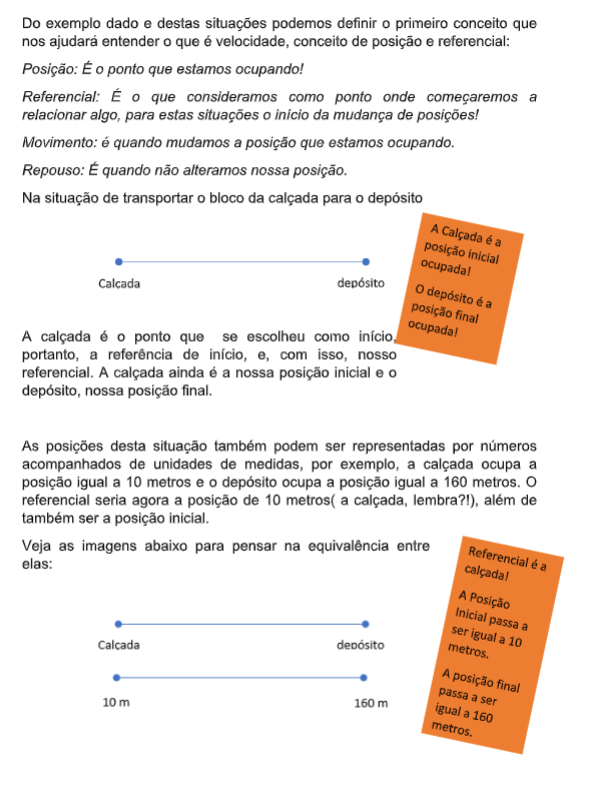 Do exemplo dado e destas situações podemos definir o primeiro conceito que
nos ajudará entender o que é velocidade, conceito de posição e referencial:
Posição: É o ponto que estamos ocupando!
Referencial: É o que consideramos como ponto onde começaremos a
relacionar algo, para estas situações o início da mudança de posições!
Movimento: é quando mudamos a posição que estamos ocupando.
Repouso: É quando não alteramos nossa posição.
Na situação de transportar o bloco da calçada para o depósito
A Calçada é a
posição inicial
ocupada!
O depósito é a
posição final
ocupada!
Calçada depósito
A calçada é o ponto que se escolheu como início,
portanto, a referência de início, e, com isso, nosso
referencial. A calçada ainda é a nossa posição inicial e o
depósito, nossa posição final.
As posições desta situação também podem ser representadas por números
acompanhados de unidades de medidas, por exemplo, a calçada ocupa a
posição igual a 10 metros e o depósito ocupa a posição igual a 160 metros. O
referencial seria agora a posição de 10 metros( a calçada, lembra?!), além de
também ser a posição inicial.
Veja as imagens abaixo para pensar na equivalência entre
elas:
Referencial é a
calçada!
A Posição
Inicial passa a
ser igual a 10
metros.
A posição final
passa a ser
igual a 160
metros.
Calçada depósito
10 m 160 m